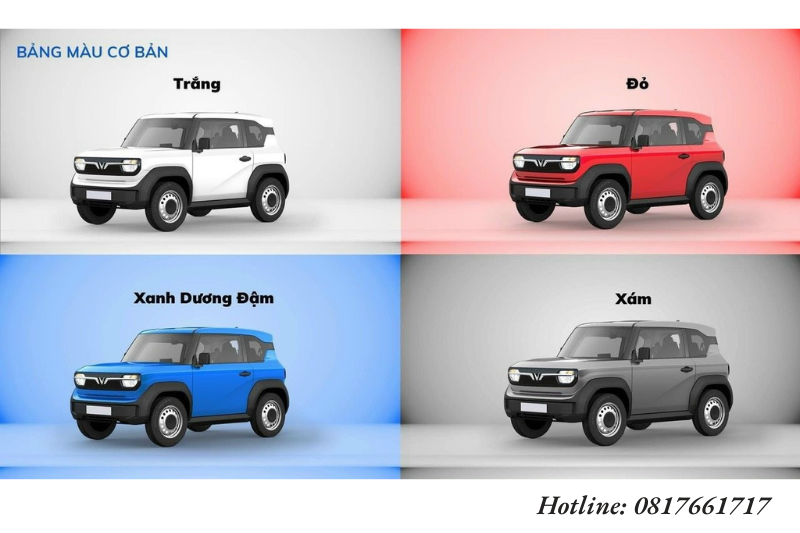 BẢNG MÀU CƠ BẢN
Trắng
Đỏ
Xanh Dương Đậm
Xám
Hotline: 0817661717